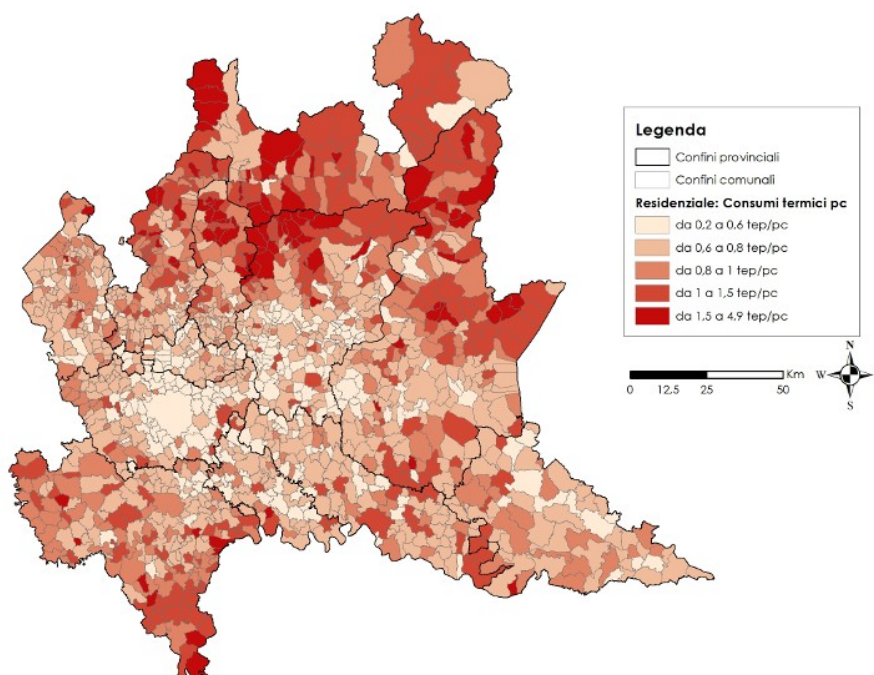 Legenda
Confini provinciali
Confini comunali
Residenziale: Consumi termici pc
da 0,2 a 0,6 tep/pc
da 0,6 a 0,8 tep/pc
da 0,8 a 1 tep/pc
da 1 a 1,5 tep/pc
da 1,5 a 4,9 tep/pc
Km
0 12,5 25 50
N
W E
S